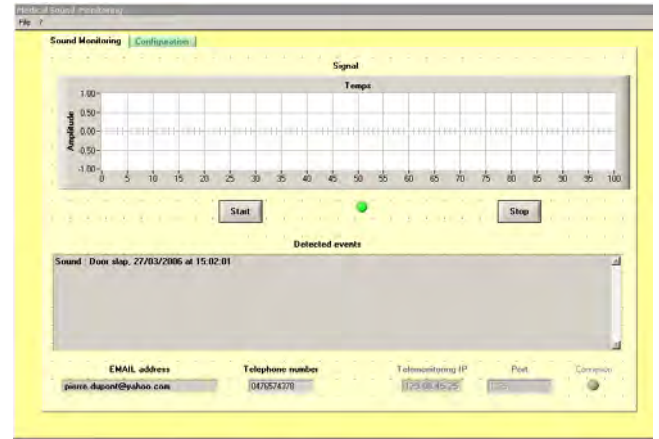 Medical Sound Monitoring
File ?
Sound Monitoring Configuration
Signal
Temps
Amplitude
1.00
0.50
0.00
-0.50
-1.00
0 5 10 15 20 25 30 35 40 45 50 55 60 65 70 75 80 85 90 95 100
Start Stop
Detected events
Sound : Door slap, 27/03/2006 at 15:02:01
EMAIL address Telephone number Telemonitoring IP Port
pierre.dupont@yahoo.com 0476574370